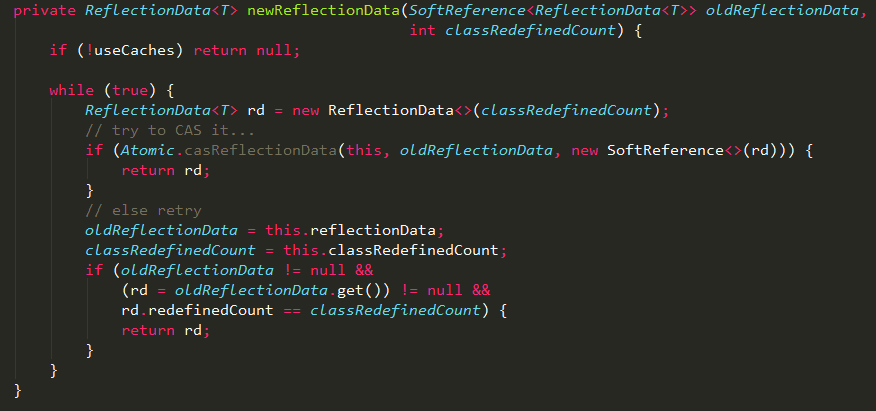 private ReflectionData<T> newReflectionData(SoftReference<ReflectionData<T>> oldReflectionData,
                                            int classRedefinedCount) {
    if (!useCaches) return null;

    while (true) {
        ReflectionData<T> rd = new ReflectionData<>(classRedefinedCount);
        // try to CAS it...
        if (Atomic.casReflectionData(this, oldReflectionData, new SoftReference<>(rd))) {
            return rd;
        }
        // else retry
        oldReflectionData = this.reflectionData;
        classRedefinedCount = this.classRedefinedCount;
        if (oldReflectionData != null &&
            (rd = oldReflectionData.get()) != null &&
            rd.redefinedCount == classRedefinedCount) {
            return rd;
        }
    }
}